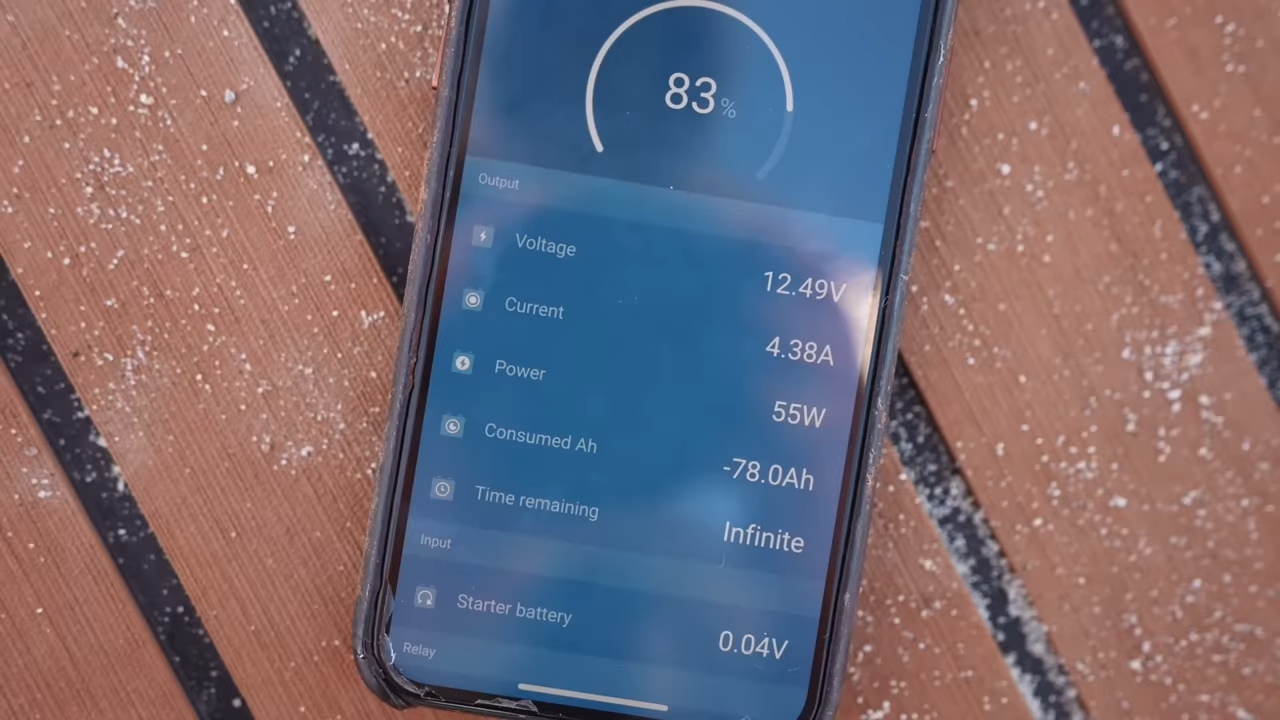 83%
Output
Voltage 12.49V
Current 4.38A
Power 55W
Consumed Ah -78.0Ah
Time remaining Infinite
Input
Starter battery 0.04V
Relay